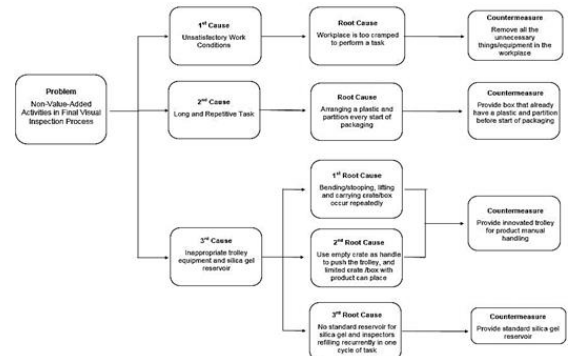 1st Cause
Unsatisfactory Work
Conditions
Root Cause
Workplace is too cramped
to perform a task
Countermeasure
Remove all the
unnecessary
things/equipment in the
workplace
Problem
Non-Value-Added
Activities in Final Visual
Inspection Process
2nd Cause
Long and Repetitive Task
Root Cause
Arranging a plastic and
partition every start of
packaging
Countermeasure
Provide box that already
have a plastic and partition
before start of packaging
3rd Cause
Inappropriate trolley
equipment and silica gel
reservoir
1st Root Cause
Bending/stooping, lifting
and carrying crate/box
occur repeatedly
2nd Root Cause
Use empty crate as handle
to push the trolley, and
limited crate /box with
product can place
Countermeasure
Provide innovated trolley
for product manual
handling
3rd Root Cause
No standard reservoir for
silica gel and inspectors
refilling recurrently in one
cycle of task
Countermeasure
Provide standard silica gel
reservoir